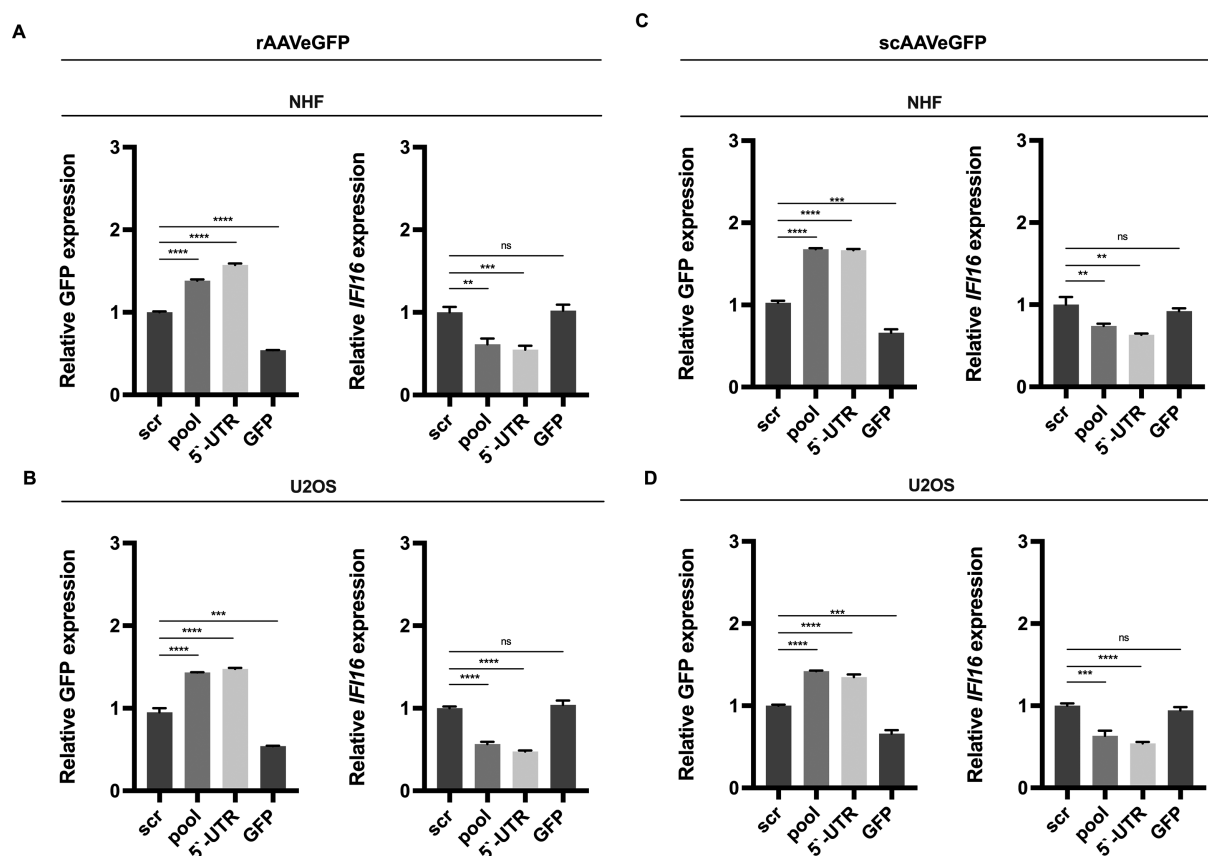 A
rAAVeGFP
NHF
Relative GFP expression
3
2
1
0
****
****
****
scr
pool
5`-UTR
GFP
Relative IFI16 expression
3
2
1
0
ns
***
**
scr
pool
5`-UTR
GFP
B
U2OS
Relative GFP expression
3
2
1
0
***
****
****
scr
pool
5`-UTR
GFP
Relative IFI16 expression
3
2
1
0
ns
****
****
scr
pool
5`-UTR
GFP
C
scAAVeGFP
NHF
Relative GFP expression
3
2
1
0
***
****
****
scr
pool
5`-UTR
GFP
Relative IFI16 expression
3
2
1
0
ns
**
**
scr
pool
5`-UTR
GFP
D
U2OS
Relative GFP expression
3
2
1
0
***
****
****
scr
pool
5`-UTR
GFP
Relative IFI16 expression
3
2
1
0
ns
****
***
scr
pool
5`-UTR
GFP